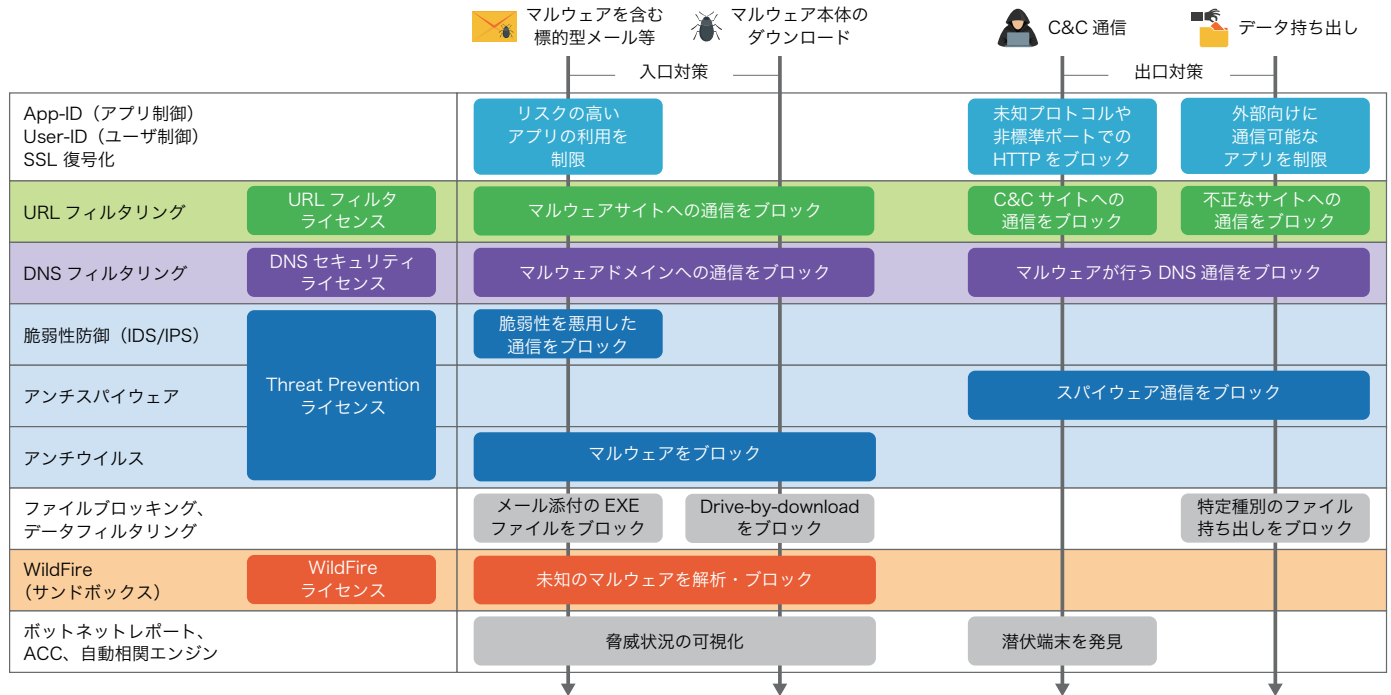 マルウェアを含む
標的型メール等
マルウェア本体の
ダウンロード
C&C 通信
データ持ち出し
入口対策
出口対策
App-ID（アプリ制御）
User-ID（ユーザ制御）
SSL 復号化
リスクの高い
アプリの利用を
制限
未知プロトコルや
非標準ポートでの
HTTP をブロック
外部向けに
通信可能な
アプリを制限
URL フィルタリング
URL フィルタ
ライセンス
マルウェアサイトへの通信をブロック
C&C サイトへの
通信をブロック
不正なサイトへの
通信をブロック
DNS フィルタリング
DNS セキュリティ
ライセンス
マルウェアドメインへの通信をブロック
マルウェアが行う DNS 通信をブロック
脆弱性防御（IDS/IPS）
Threat Prevention
ライセンス
脆弱性を悪用した
通信をブロック
アンチスパイウェア
スパイウェア通信をブロック
アンチウイルス
マルウェアをブロック
ファイルブロッキング、
データフィルタリング
メール添付の EXE
ファイルをブロック
Drive-by-download
をブロック
特定種別のファイル
持ち出しをブロック
WildFire
（サンドボックス）
WildFire
ライセンス
未知のマルウェアを解析・ブロック
ボットネットレポート、
ACC、自動相関エンジン
脅威状況の可視化
潜伏端末を発見